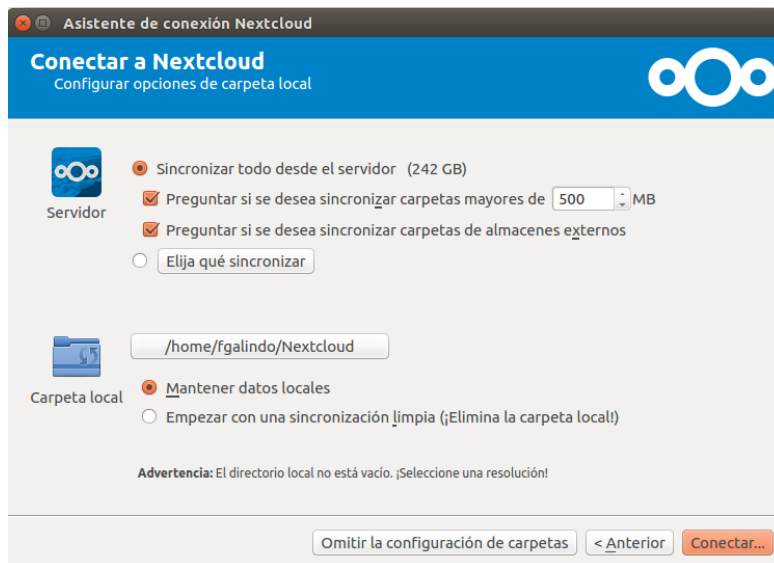 Asistente de conexión Nextcloud
Conectar a Nextcloud
Configurar opciones de carpeta local
Servidor
Sincronizar todo desde el servidor (242 GB)
Preguntar si se desea sincronizar carpetas mayores de 500 MB
Preguntar si se desea sincronizar carpetas de almacenes externos
Elija qué sincronizar
Carpeta local
/home/fgalindo/Nextcloud
Mantener datos locales
Empezar con una sincronización limpia (¡Elimina la carpeta local!)
Advertencia: El directorio local no está vacío. ¡Seleccione una resolución!
Omitir la configuración de carpetas < Anterior Conectar...